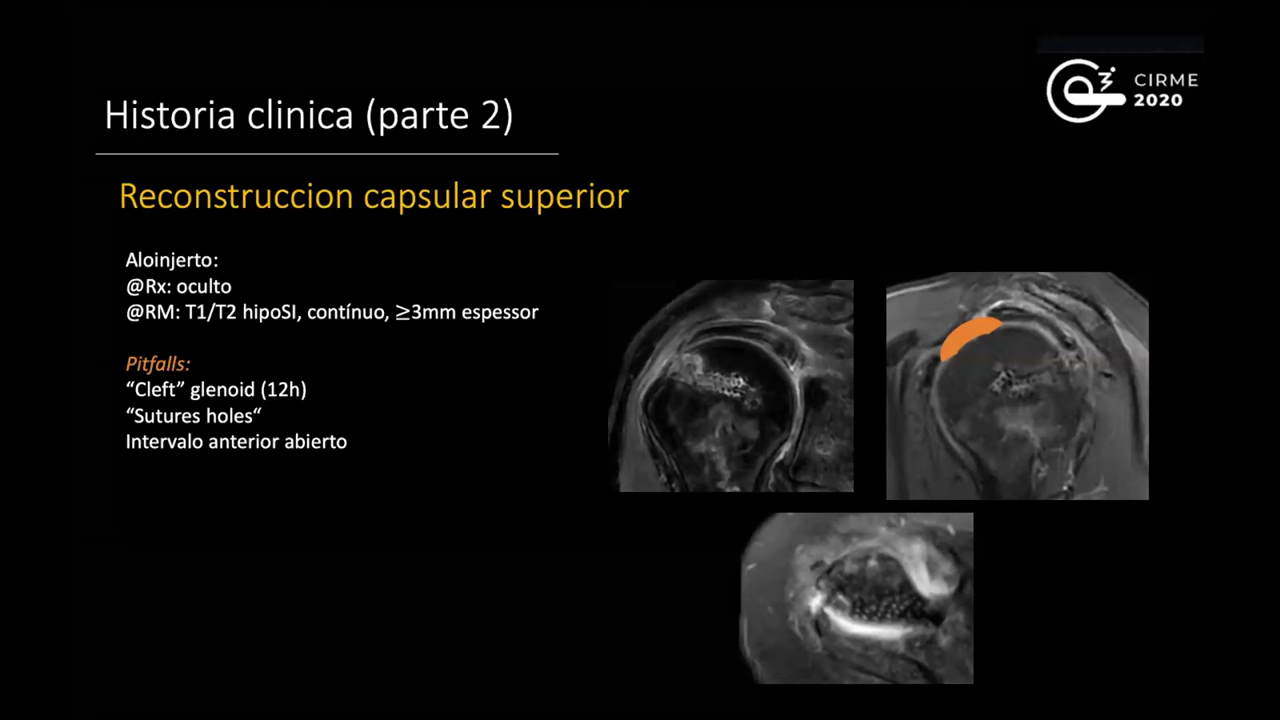 CIRME
2020
Historia clinica (parte 2)
Reconstruccion capsular superior
Aloinjerto:
@Rx: oculto
@RM: T1/T2 hipoSI, contínuo, ≥3mm espessor
Pitfalls:
“Cleft” glenoid (12h)
“Sutures holes“
Intervalo anterior abierto